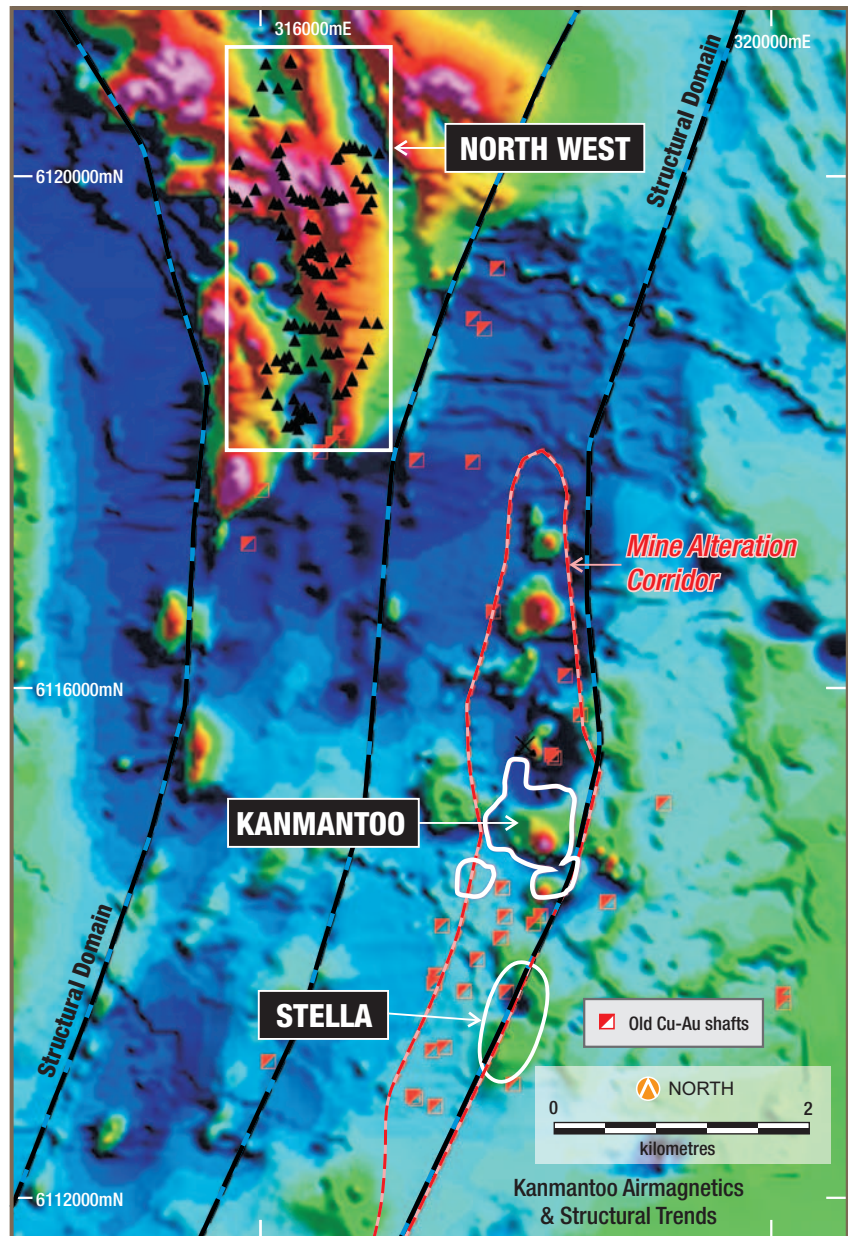 316000mE
320000mE
Structural Domain
NORTH WEST
6120000mN
Mine Alteration
Corridor
6116000mN
KANMANTOO
Structural Domain
STELLA
Old Cu-Au shafts
NORTH
0 2
kilometres
6112000mN
Kanmantoo Airmagnetics
& Structural Trends